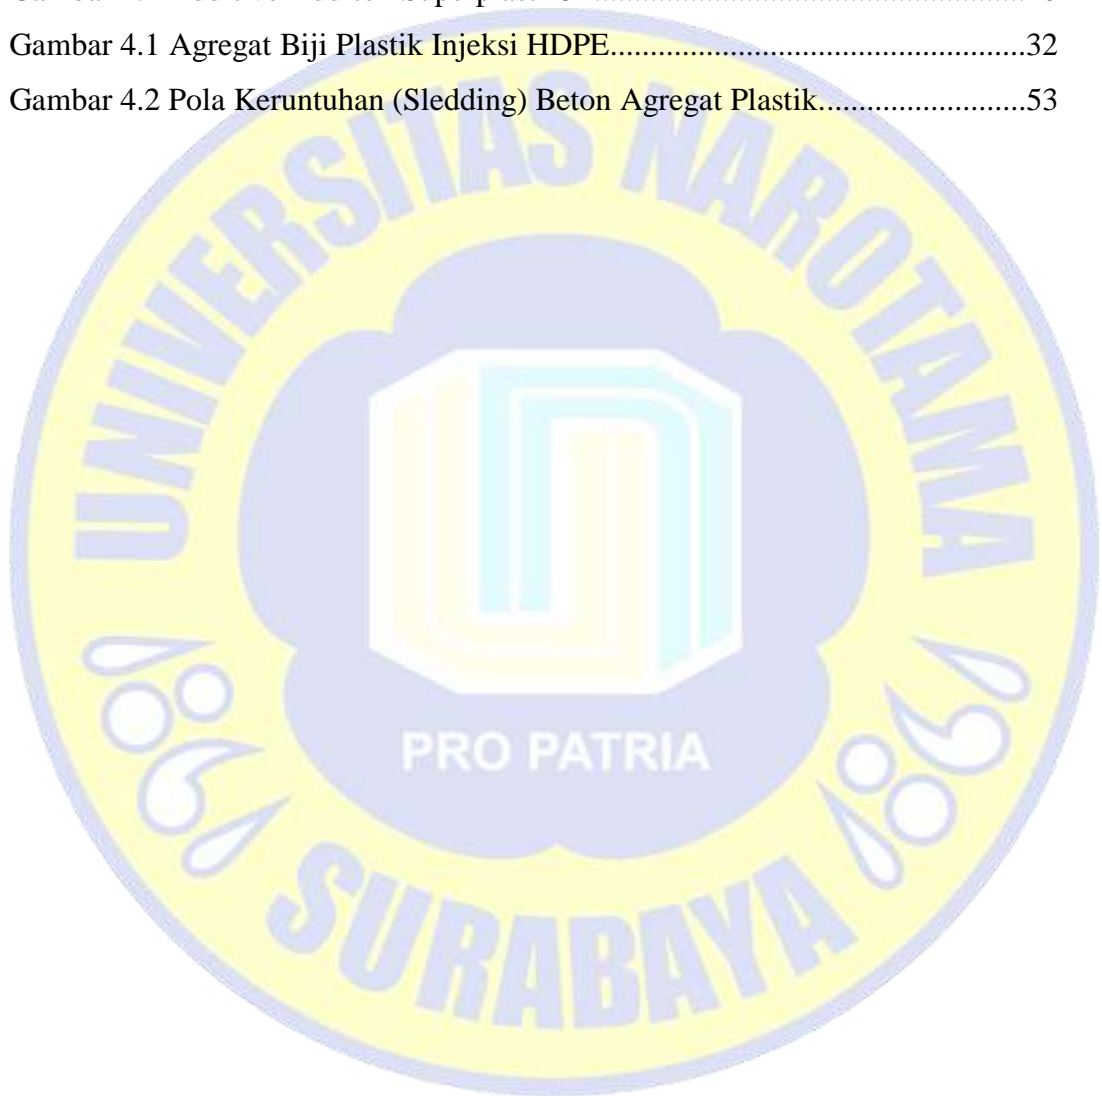 Gambar 4.1 Agregat Biji Plastik Injeksi HDPE....................................................32
Gambar 4.2 Pola Keruntuhan (Sledding) Beton Agregat Plastik..........................53
UNIVERSITAS NAROTAMA
PRO PATRIA
SURABAYA